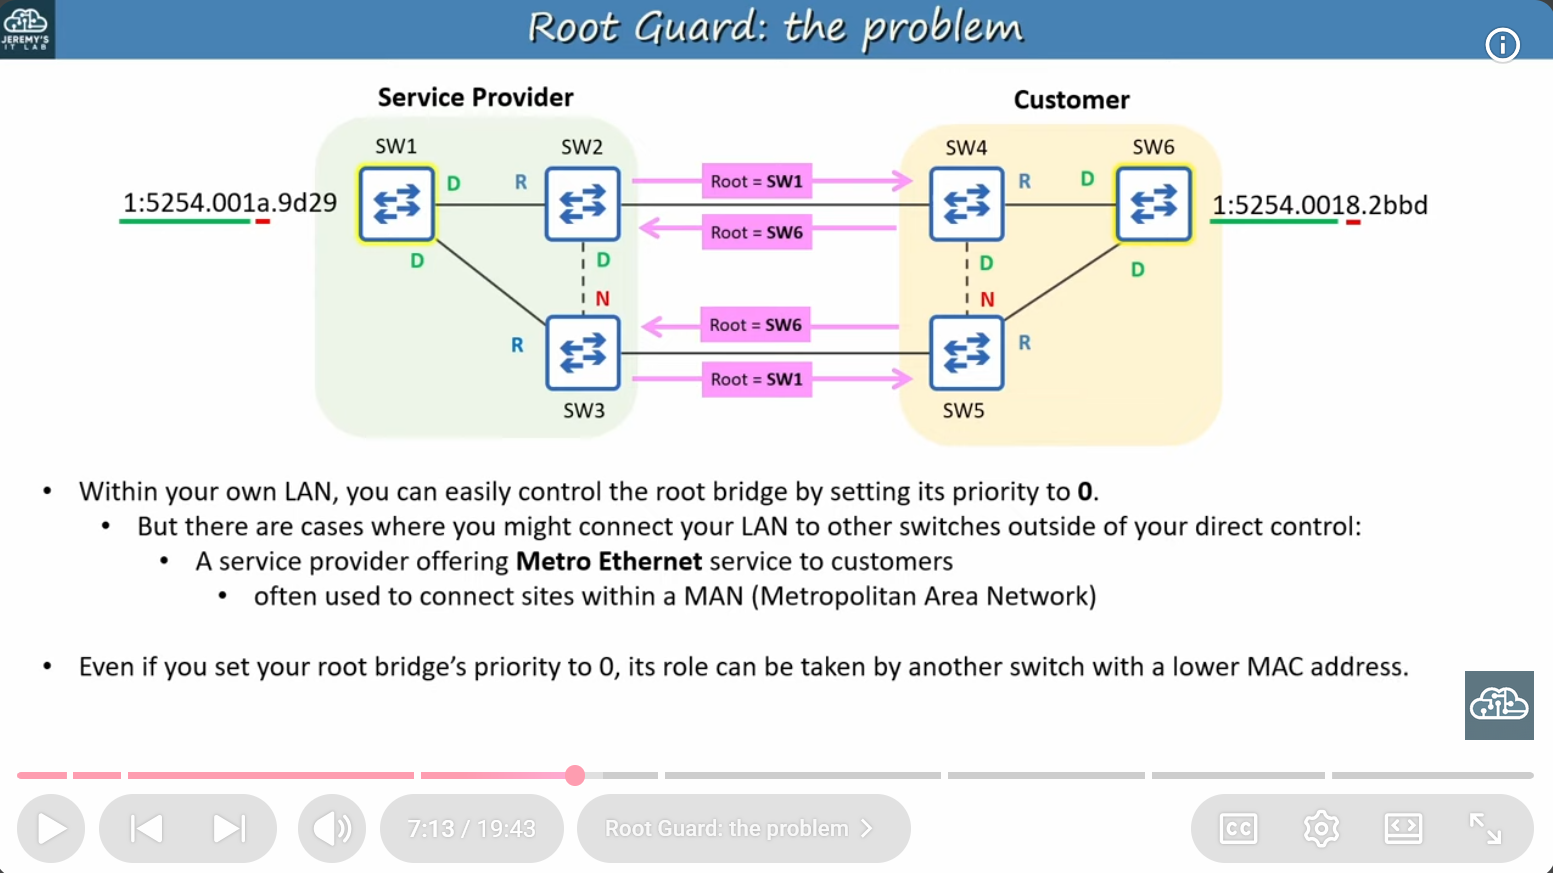 JEREMY'S
IT LAB
Root Guard: the problem
Service Provider
Customer
SW1
SW2
SW4
SW6
D
R
Root = SW1
R
D
1:5254.001a.9d29
1:5254.0018.2bbd
Root = SW6
D
D
D
D
N
N
R
Root = SW6
R
Root = SW1
SW3
SW5
• Within your own LAN, you can easily control the root bridge by setting its priority to 0.
• But there are cases where you might connect your LAN to other switches outside of your direct control:
• A service provider offering Metro Ethernet service to customers
• often used to connect sites within a MAN (Metropolitan Area Network)
• Even if you set your root bridge's priority to 0, its role can be taken by another switch with a lower MAC address.
7:13 / 19:43
Root Guard: the problem
CC